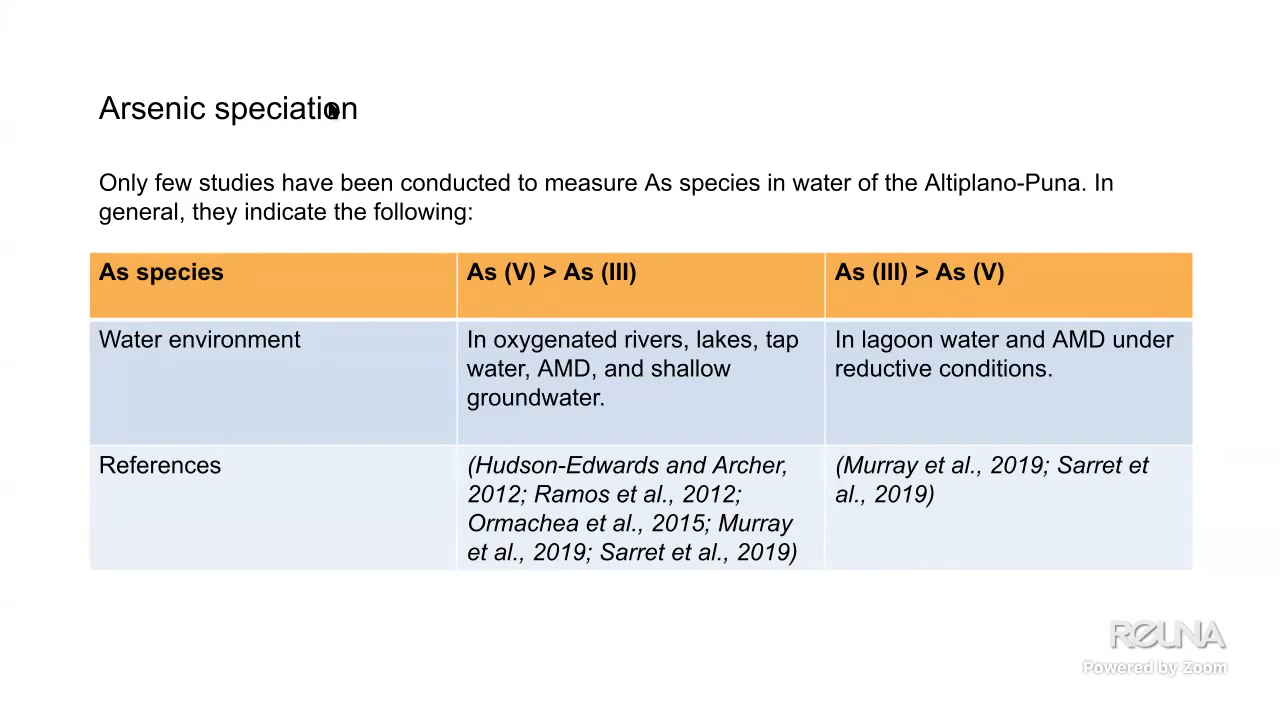 Arsenic speciation
Only few studies have been conducted to measure As species in water of the Altiplano-Puna. In
general, they indicate the following:
As species
As (V) > As (III)
As (III) > As (V)
Water environment
In oxygenated rivers, lakes, tap
water, AMD, and shallow
groundwater.
In lagoon water and AMD under
reductive conditions.
References
(Hudson-Edwards and Archer,
2012; Ramos et al., 2012;
Ormachea et al., 2015; Murray
et al., 2019; Sarret et al., 2019)
(Murray et al., 2019; Sarret et
al., 2019)
REUNA
Powered by Zoom